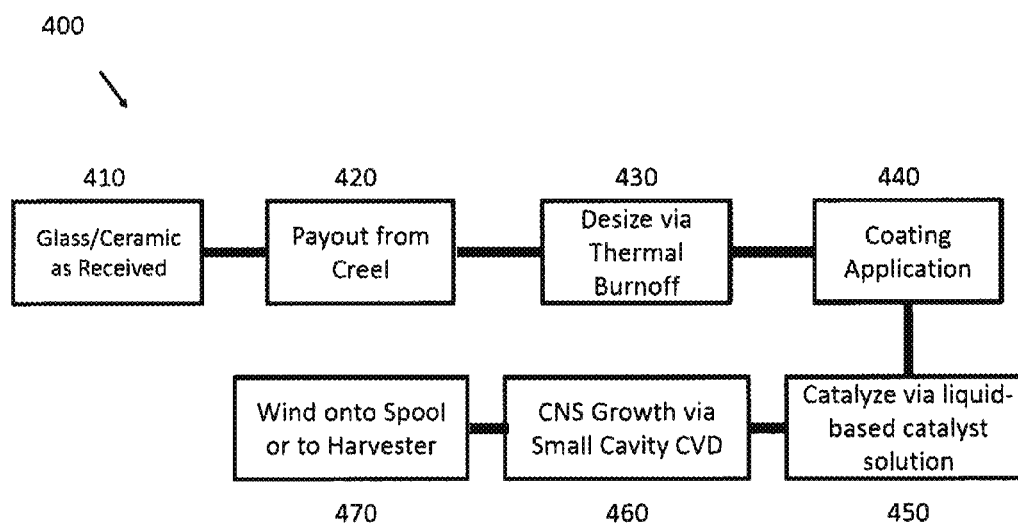 400
410
420
430
440
Glass/Ceramic
as Received
Payout from
Creel
Desize via
Thermal
Burnoff
Coating
Application
Wind onto Spool
or to Harvester
CNS Growth via
Small Cavity CVD
Catalyze via liquid-
based catalyst
solution
470
460
450